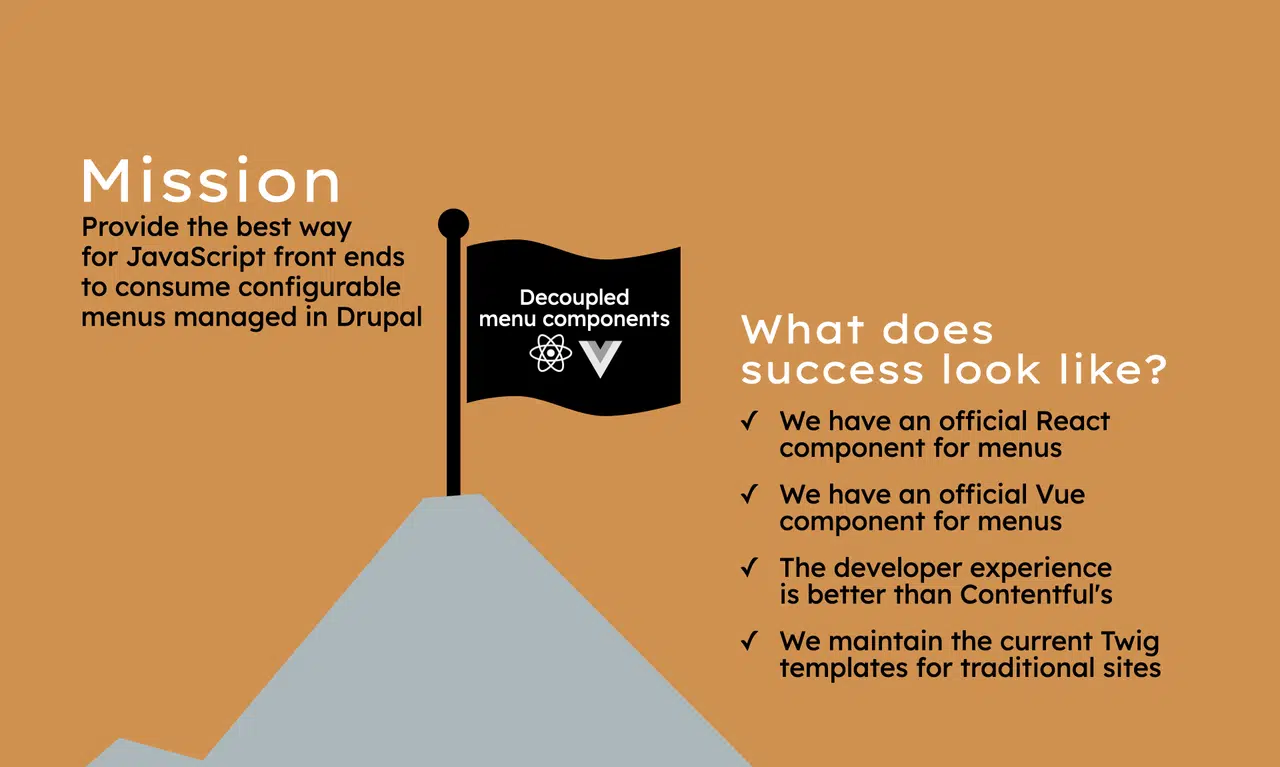 Mission
Provide the best way
for JavaScript front ends
to consume configurable
menus managed in Drupal
Decoupled
menu components
What does
success look like?
✓ We have an official React
component for menus
✓ We have an official Vue
component for menus
✓ The developer experience
is better than Contentful's
✓ We maintain the current Twig
templates for traditional sites